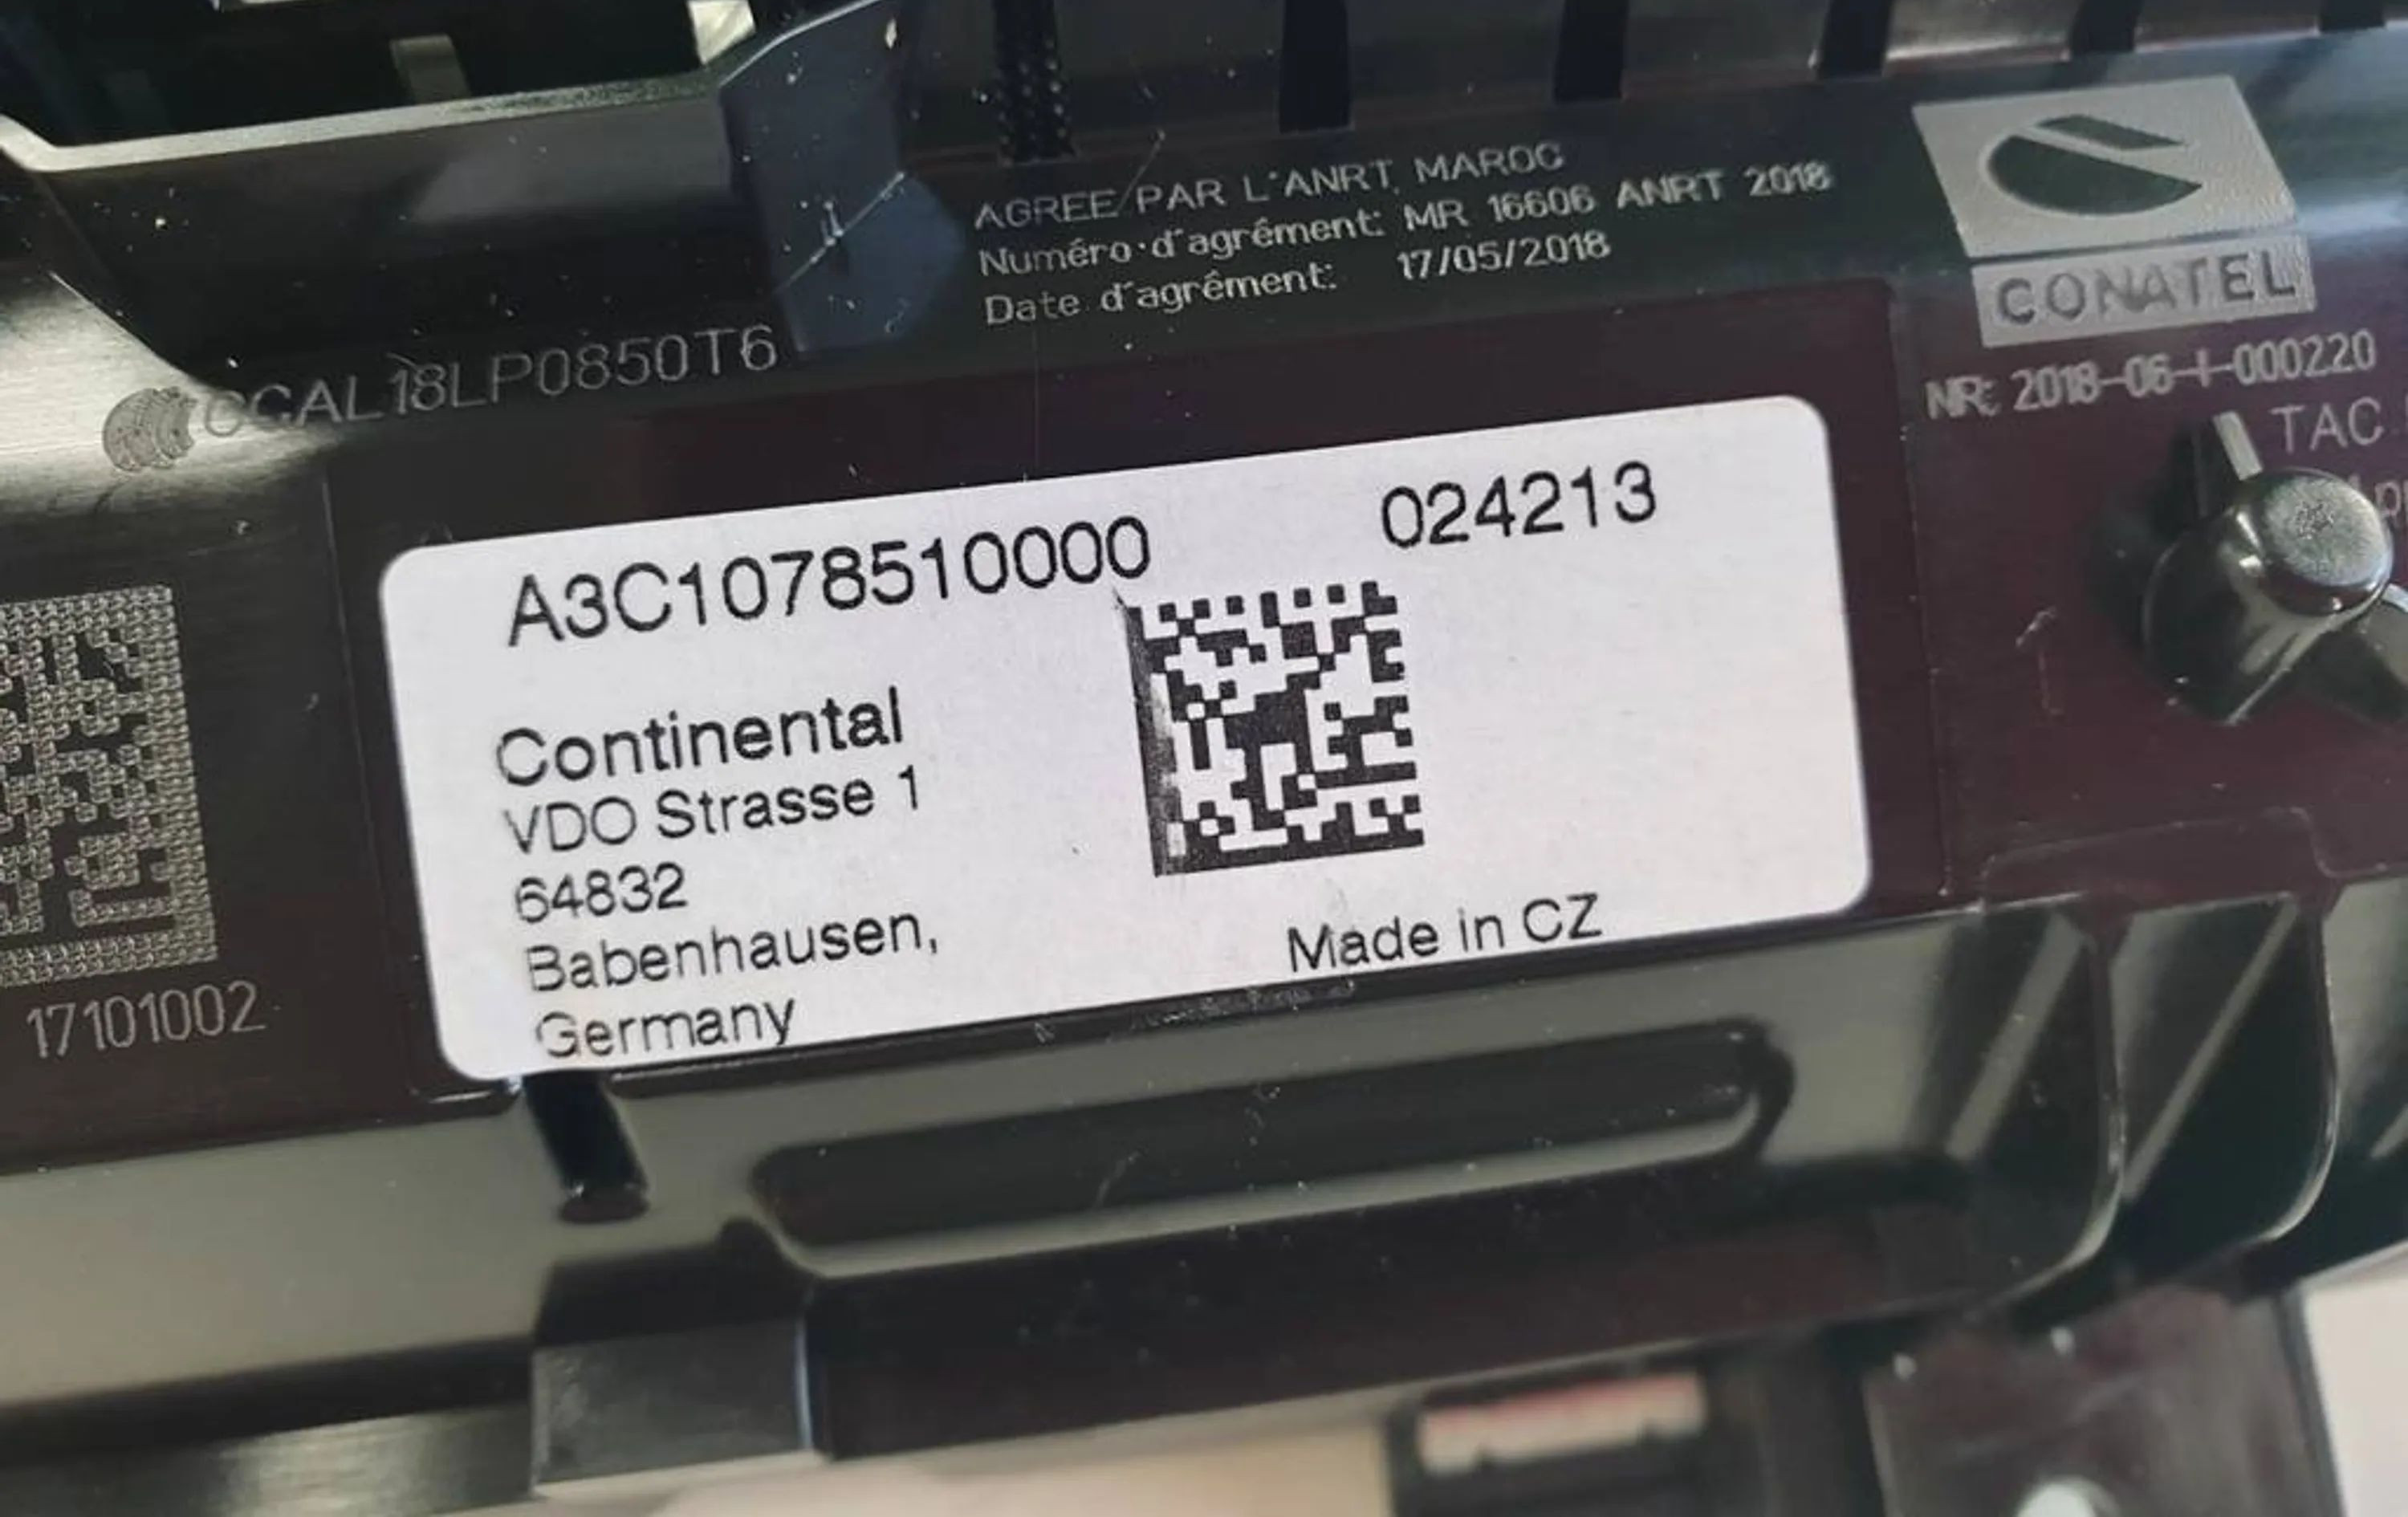 AGREE PAR L'ANRT MAROC
Numéro d'agrément: MR 16606 ANRT 2018
Date d'agrément: 17/05/2018
CONATEL
NR: 2018-06-I-000220
TAC
CCAL18LP0850T6
A3C1078510000 024213
Continental
VDO Strasse 1
64832
Babenhausen,
Germany
Made in CZ
17101002